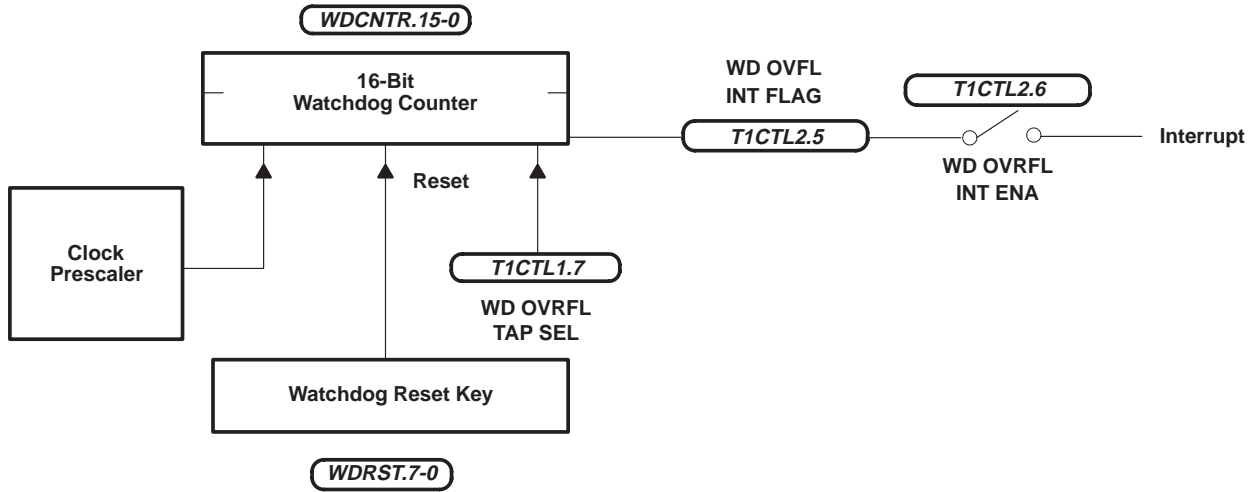 WDCNTR.15-0
16-Bit
Watchdog Counter
WD OVFL
INT FLAG
T1CTL2.6
T1CTL2.5
Interrupt
WD OVRFL
INT ENA
Reset
Clock
Prescaler
T1CTL1.7
WD OVRFL
TAP SEL
Watchdog Reset Key
WDRST.7-0